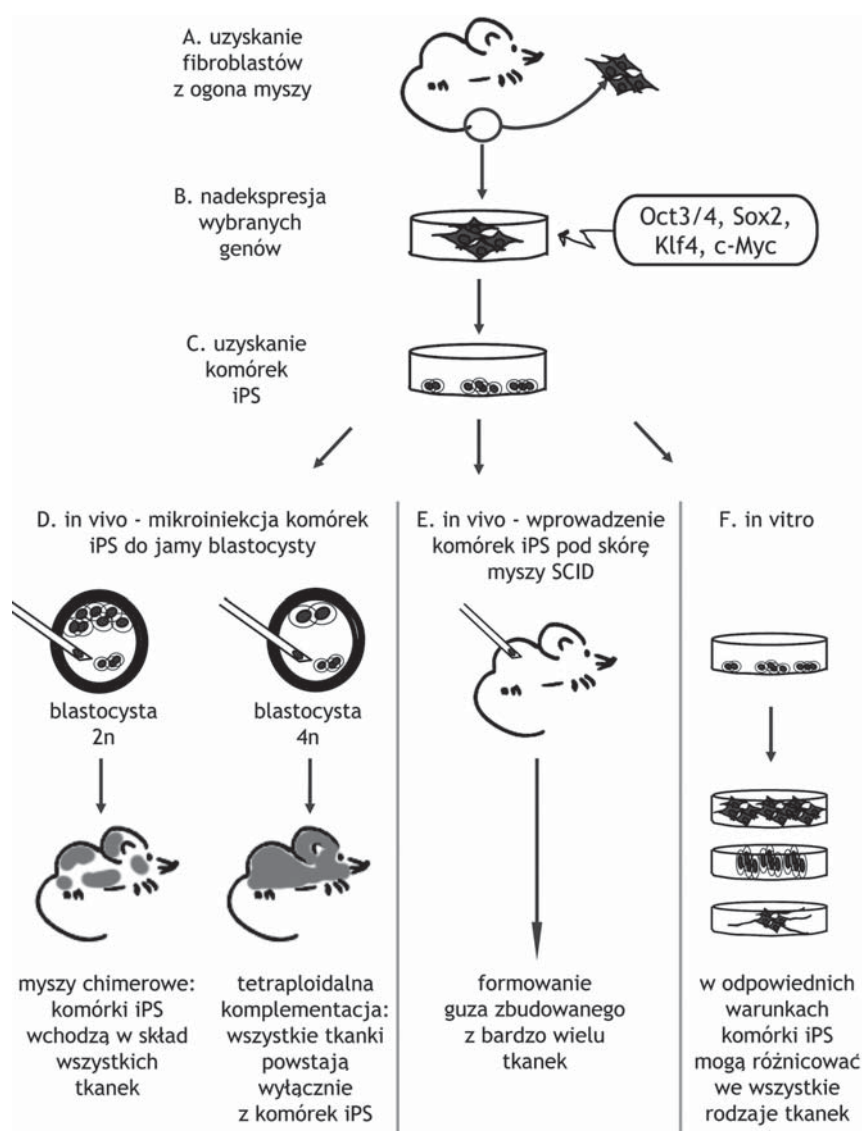 A. uzyskanie
fibroblastów
z ogona myszy
B. nadekspresja
wybranych
genów
Oct3/4, Sox2,
Klf4, c-Myc
C. uzyskanie
komórek
iPS
D. in vivo - mikroiniekcja komórek
iPS do jamy blastocysty
blastocysta
2n
blastocysta
4n
myszy chimerowe:
komórki iPS
wchodzą w skład
wszystkich
tkanek
tetraploidalna
komplementacja:
wszystkie tkanki
powstają
wyłącznie
z komórek iPS
E. in vivo - wprowadzenie
komórek iPS pod skórę
myszy SCID
formowanie
guza zbudowanego
z bardzo wielu
tkanek
F. in vitro
w odpowiednich
warunkach
komórki iPS
mogą różnicować
we wszystkie
rodzaje tkanek